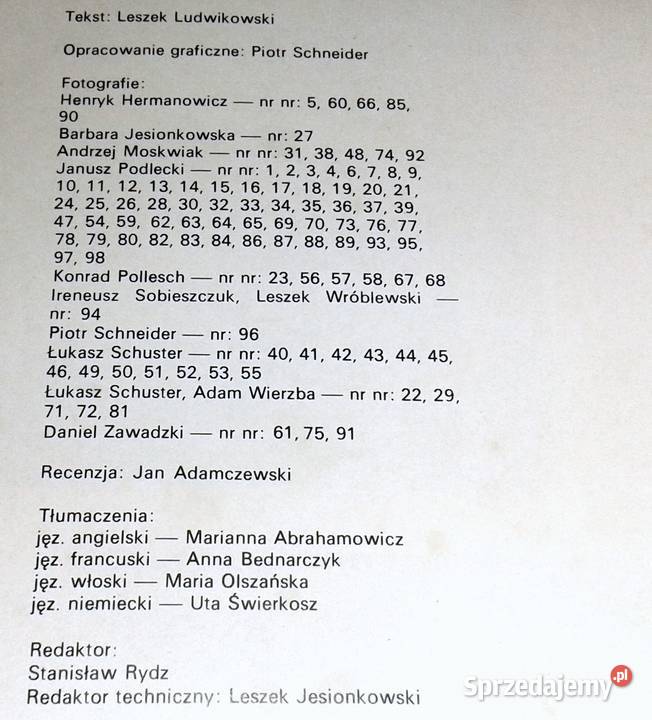 Tekst: Leszek Ludwikowski
Opracowanie graficzne: Piotr Schneider
Fotografie:
Henryk Hermanowicz — nr nr: 5, 60, 66, 85,
90
Barbara Jesionkowska — nr: 27
Andrzej Moskwiak — nr nr: 31, 38, 48, 74, 92
Janusz Podlecki — nr nr: 1, 2, 3, 4, 6, 7, 8, 9,
10, 11, 12, 13, 14, 15, 16, 17, 18, 19, 20, 21,
24, 25, 26, 28, 30, 32, 33, 34, 35, 36, 37, 39,
47, 54, 59, 62, 63, 64, 65, 69, 70, 73, 76, 77,
78, 79, 80, 82, 83, 84, 86, 87, 88, 89, 93, 95,
97, 98
Konrad Pollesch — nr nr: 23, 56, 57, 58, 67, 68
Ireneusz Sobieszczuk, Leszek Wróblewski —
nr: 94
Piotr Schneider — nr: 96
Łukasz Schuster — nr nr: 40, 41, 42, 43, 44, 45,
46, 49, 50, 51, 52, 53, 55
Łukasz Schuster, Adam Wierzba — nr nr: 22, 29,
71, 72, 81
Daniel Zawadzki — nr nr: 61, 75, 91
Recenzja: Jan Adamczewski
Tłumaczenia:
jęz. angielski — Marianna Abrahamowicz
jęz. francuski — Anna Bednarczyk
jęz. włoski — Maria Olszańska
jęz. niemiecki — Uta Świerkosz
Redaktor:
Stanisław Rydz
Redaktor techniczny: Leszek Jesionkowski
Sprzedajemy.pl